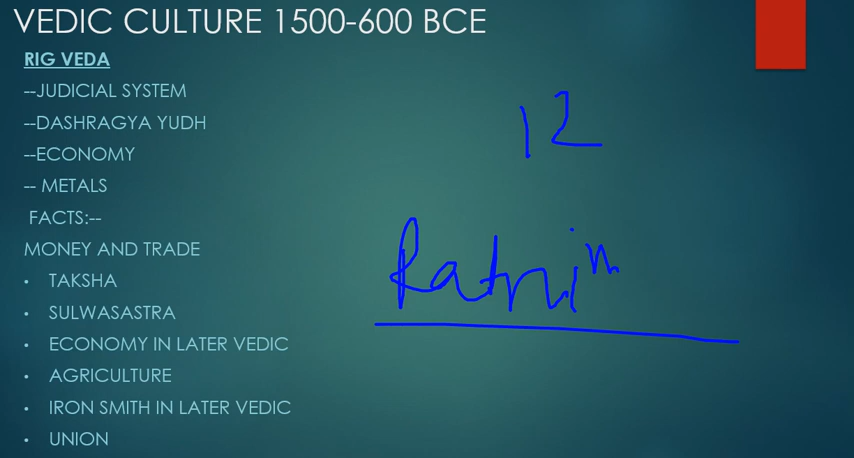 VEDIC CULTURE 1500-600 BCE
RIG VEDA
--JUDICIAL SYSTEM
--DASHRAGYA YUDH
--ECONOMY
-- METALS
FACTS:--
MONEY AND TRADE
• TAKSHA
• SULWASASTRA
• ECONOMY IN LATER VEDIC
• AGRICULTURE
• IRON SMITH IN LATER VEDIC
• UNION
12
Ratnin